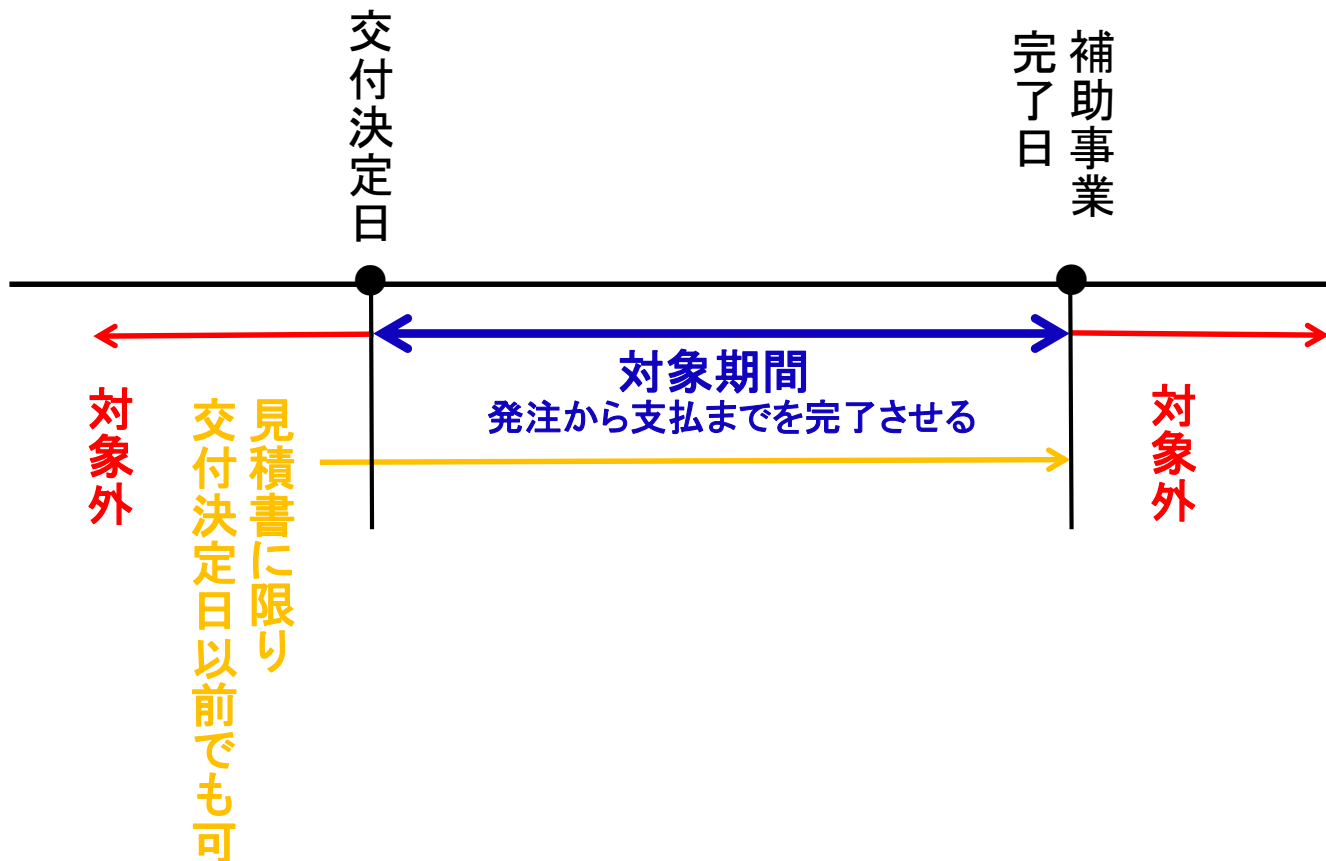 交付決定日
補助事業
完了日
対象期間
発注から支払までを完了させる
対象外
見積書に限り
交付決定日以前でも可
対象外